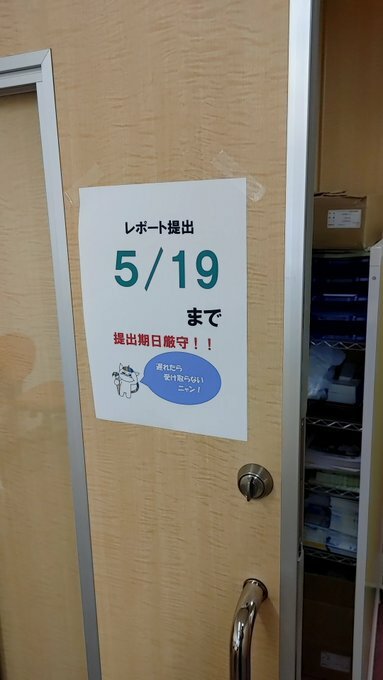 レポート提出
5/19
まで
提出期日厳守！！
遅れたら
受け取らない
ニャン！